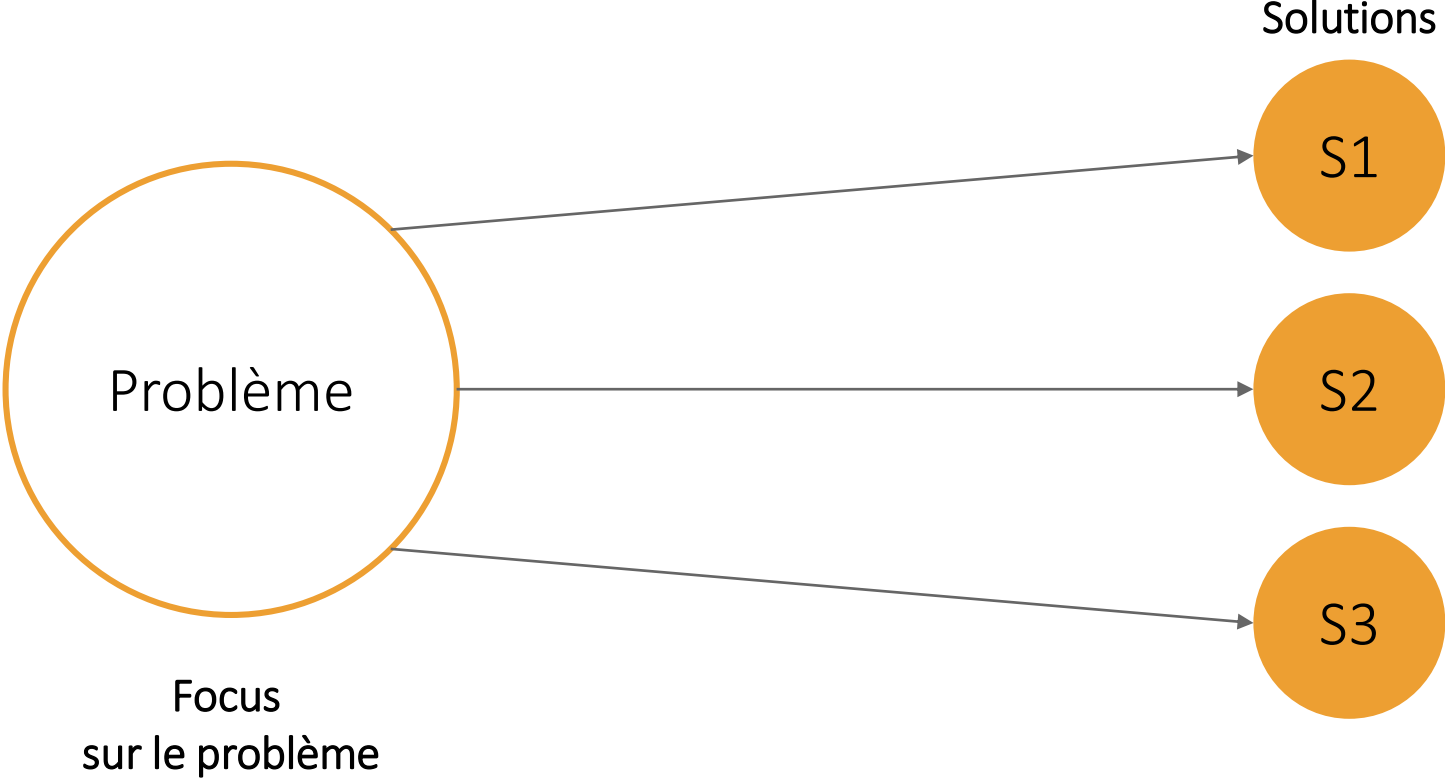 Solutions
S1
Problème
S2
S3
Focus
sur le problème